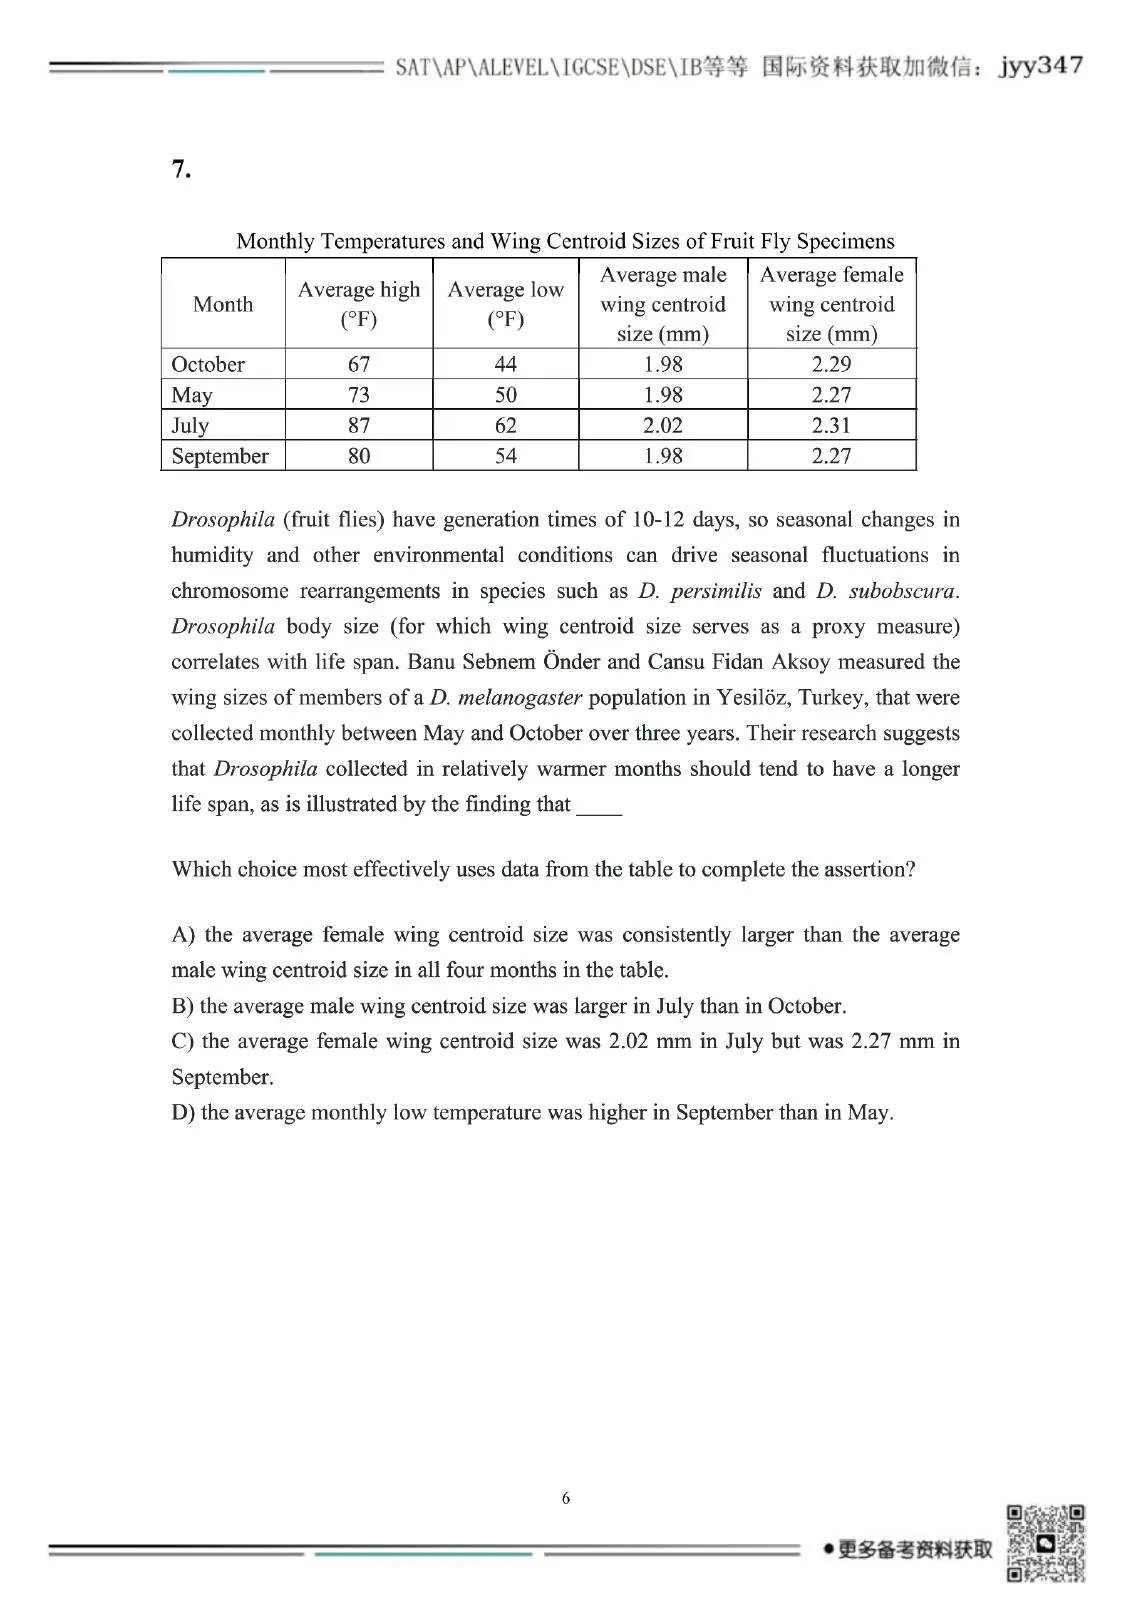 SAT\AP\ALEVEL\IGCSE\DSE\IB等等 国际资料获取加微信：jyy347
7.
Monthly Temperatures and Wing Centroid Sizes of Fruit Fly Specimens
Month | Average high (°F) | Average low (°F) | Average male wing centroid size (mm) | Average female wing centroid size (mm)
October | 67 | 44 | 1.98 | 2.29
May | 73 | 50 | 1.98 | 2.27
July | 87 | 62 | 2.02 | 2.31
September | 80 | 54 | 1.98 | 2.27
Drosophila (fruit flies) have generation times of 10-12 days, so seasonal changes in
humidity and other environmental conditions can drive seasonal fluctuations in
chromosome rearrangements in species such as D. persimilis and D. subobscura.
Drosophila body size (for which wing centroid size serves as a proxy measure)
correlates with life span. Banu Sebnem Önder and Cansu Fidan Aksoy measured the
wing sizes of members of a D. melanogaster population in Yesilöz, Turkey, that were
collected monthly between May and October over three years. Their research suggests
that Drosophila collected in relatively warmer months should tend to have a longer
life span, as is illustrated by the finding that ____
Which choice most effectively uses data from the table to complete the assertion?
A) the average female wing centroid size was consistently larger than the average
male wing centroid size in all four months in the table.
B) the average male wing centroid size was larger in July than in October.
C) the average female wing centroid size was 2.02 mm in July but was 2.27 mm in
September.
D) the average monthly low temperature was higher in September than in May.
6
●更多备考资料获取